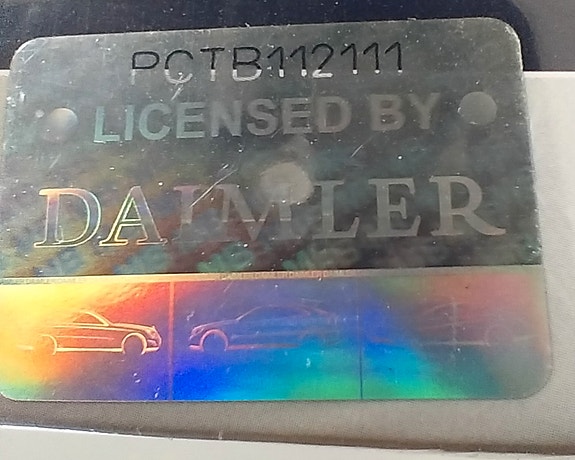 PCTB112111
LICENSED BY
DAIMLER